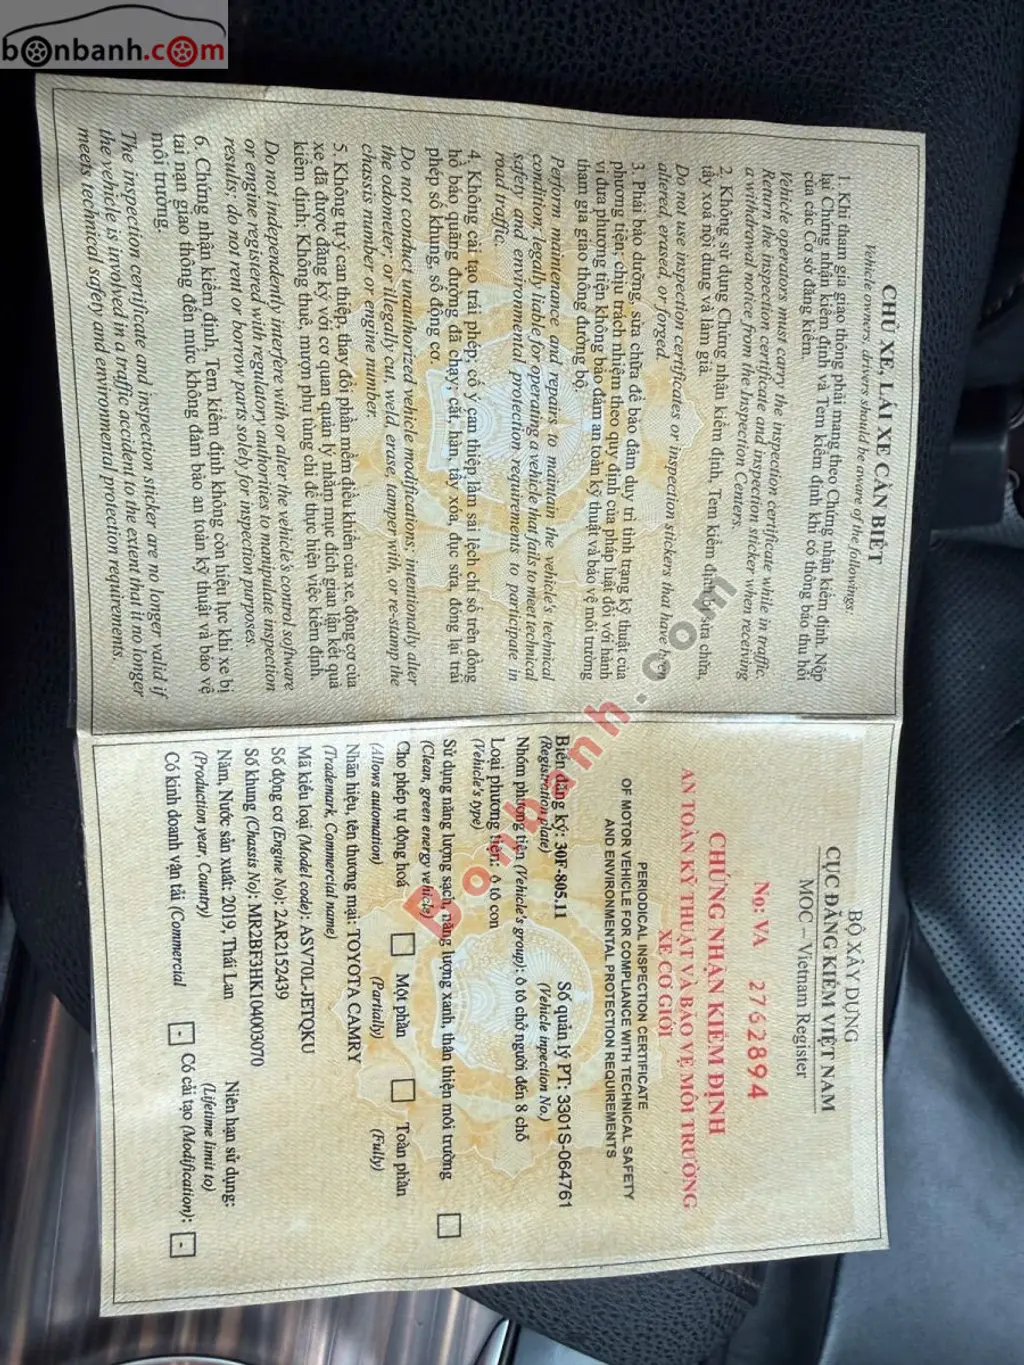 bonbanh.com
CHỦ XE, LÁI XE CẦN BIẾT
Vehicle owners, drivers should be aware of the followings:
1. Khi tham gia giao thông phải mang theo Chứng nhận kiểm định. Nộp
lại Chứng nhận kiểm định và Tem kiểm định khi có thông báo thu hồi
của các Cơ sở đăng kiểm.
Vehicle operators must carry the inspection certificate while in traffic.
Return the inspection certificate and inspection sticker when receiving
a withdrawal notice from the Inspection Centers.
2. Không sử dụng Chứng nhận kiểm định, Tem kiểm định bị sửa chữa,
tẩy xoá nội dung và làm giả.
Do not use inspection certificates or inspection stickers that have been
altered, erased, or forged.
3. Phải bảo dưỡng, sửa chữa để bảo đảm duy trì tình trạng kỹ thuật của
phương tiện; chịu trách nhiệm theo quy định của pháp luật đối với hành
vi đưa phương tiện không bảo đảm an toàn kỹ thuật và bảo vệ môi trường
tham gia giao thông đường bộ.
Perform maintenance and repairs to maintain the vehicle's technical
condition; legally liable for operating a vehicle that fails to meet technical
safety and environmental protection requirements to participate in
road traffic.
4. Không cải tạo trái phép, cố ý can thiệp làm sai lệch chỉ số trên đồng
hồ báo quãng đường đã chạy; cắt, hàn, tẩy xóa, đục sửa, đóng lại trái
phép số khung, số động cơ.
Do not conduct unauthorized vehicle modifications; intentionally alter
the odometer; or illegally cut, weld, erase, tamper with, or re-stamp the
chassis number or engine number.
5. Không tự ý can thiệp, thay đổi phần mềm điều khiển của xe, động cơ của
xe đã được đăng ký với cơ quan quản lý nhằm mục đích gian lận kết quả
kiểm định; Không thuê, mượn phụ tùng chỉ để thực hiện việc kiểm định.
Do not independently interfere with or alter the vehicle's control software
or engine registered with regulatory authorities to manipulate inspection
results; do not rent or borrow parts solely for inspection purposes.
6. Chứng nhận kiểm định, Tem kiểm định không còn hiệu lực khi xe bị
tai nạn giao thông đến mức không đảm bảo an toàn kỹ thuật và bảo vệ
môi trường.
The inspection certificate and inspection sticker are no longer valid if
the vehicle is involved in a traffic accident to the extent that it no longer
meets technical safety and environmental protection requirements.
BỘ XÂY DỰNG
CỤC ĐĂNG KIỂM VIỆT NAM
MOC – Vietnam Register
No: VA 2762894
CHỨNG NHẬN KIỂM ĐỊNH
AN TOÀN KỸ THUẬT VÀ BẢO VỆ MÔI TRƯỜNG
XE CƠ GIỚI
PERIODICAL INSPECTION CERTIFICATE
OF MOTOR VEHICLE FOR COMPLIANCE WITH TECHNICAL SAFETY
AND ENVIRONMENTAL PROTECTION REQUIREMENTS
Biển đăng ký: 30F-805.11 Số quản lý PT: 3301S-064761
(Registration plate) (Vehicle inpection No.)
Nhóm phương tiện (Vehicle's group): ô tô chở người đến 8 chỗ
Loại phương tiện: ô tô con
(Vehicle's type)
Sử dụng năng lượng sạch, năng lượng xanh, thân thiện môi trường
(Clean, green energy vehicle)
Cho phép tự động hoá Một phần Toàn phần
(Allows automation) (Partially) (Fully)
Nhãn hiệu, tên thương mại: TOYOTA CAMRY
(Trademark, Commercial name)
Mã kiểu loại (Model code): ASV70L-JETQKU
Số động cơ (Engine No): 2AR2152439
Số khung (Chassis No): MR2BF3HK104003070
Năm, Nước sản xuất: 2019, Thái Lan Niên hạn sử dụng:
(Production year, Country) (Lifetime limit to)
Có kinh doanh vận tải (Commercial - Có cải tạo (Modification): -
Bonbanh.com